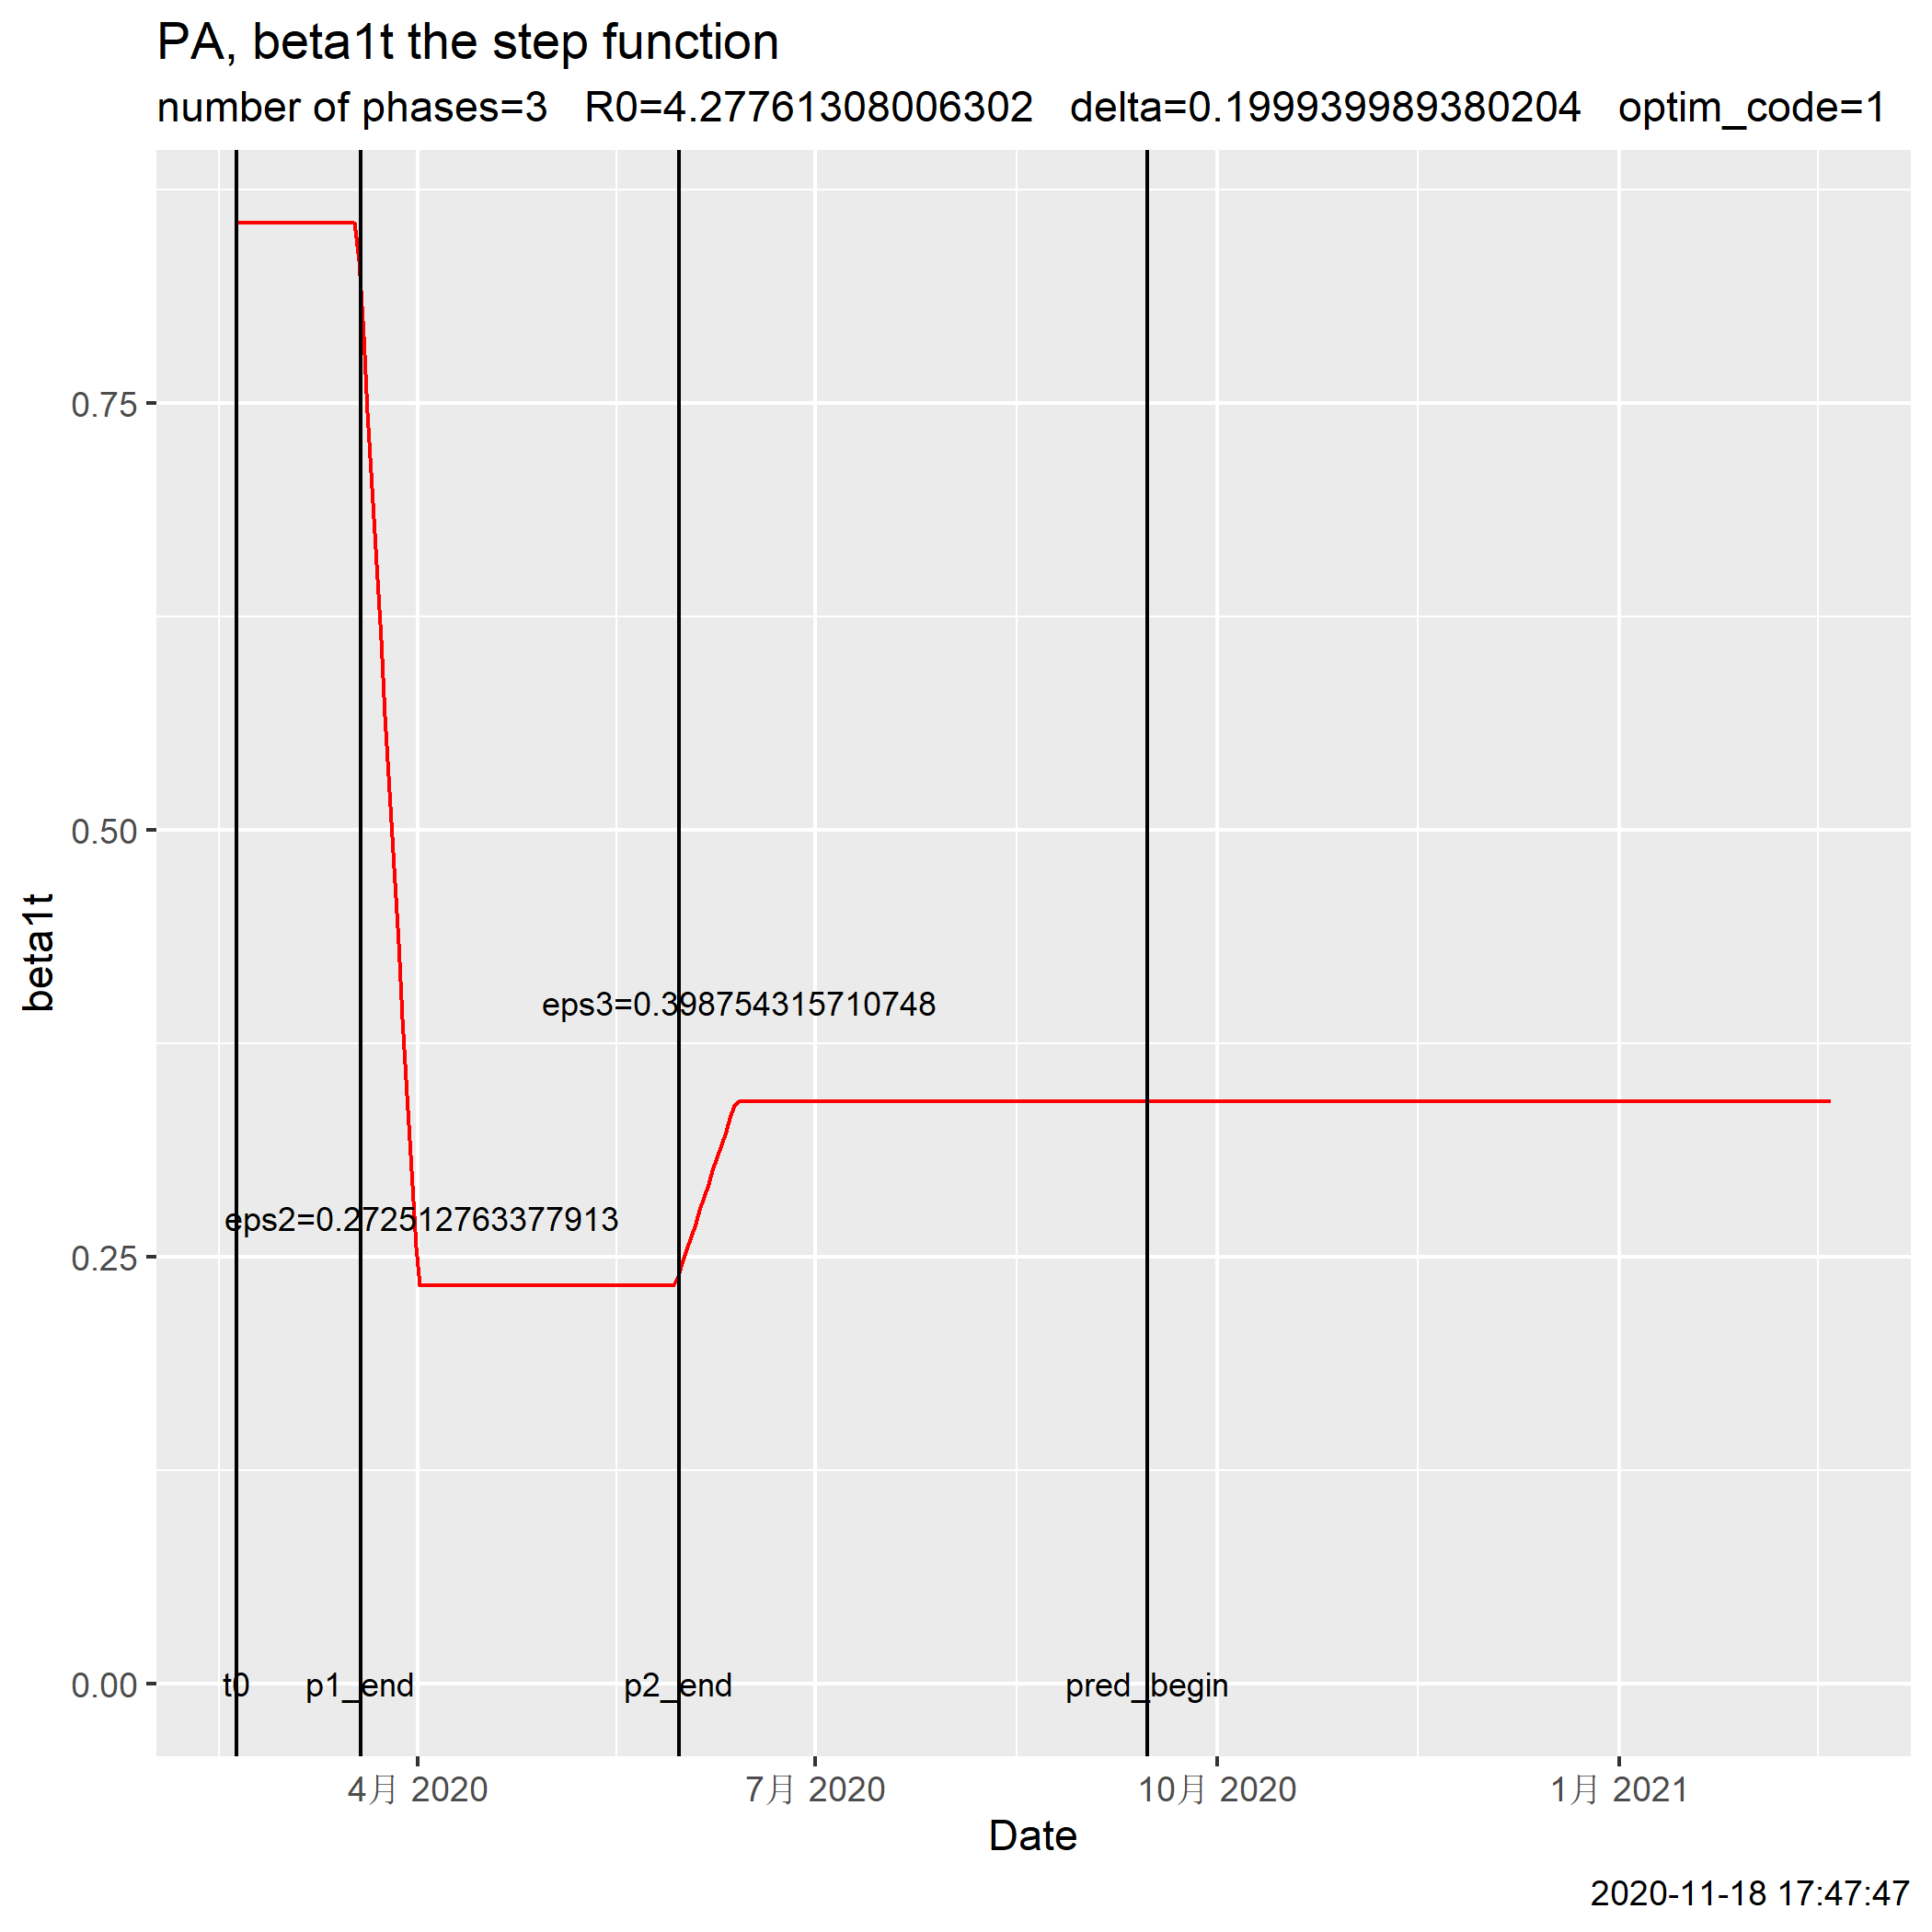 PA, beta1t the step function
number of phases=3 R0=4.27761308006302 delta=0.199939989380204 optim_code=1
0.75
0.50
0.25
0.00
beta1t
eps3=0.398754315710748
eps2=0.272512763377913
t0 p1_end p2_end pred_begin
4月 2020 7月 2020 10月 2020 1月 2021
Date
2020-11-18 17:47:47